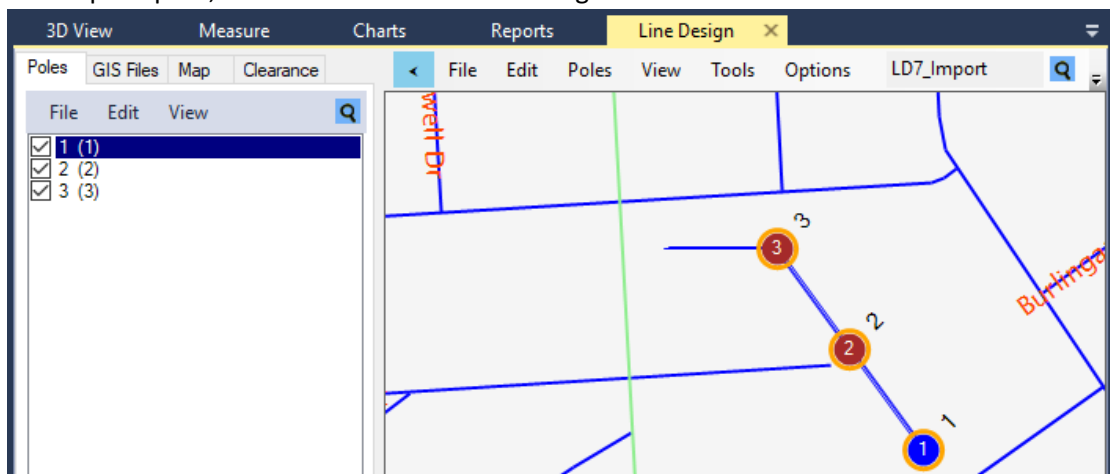 3D View Measure Charts Reports Line Design ×
Poles GIS Files Map Clearance
< File Edit Poles View Tools Options LD7_Import
File Edit View
1 (1)
2 (2)
3 (3)
well Dr
3 3
2 2
1 1